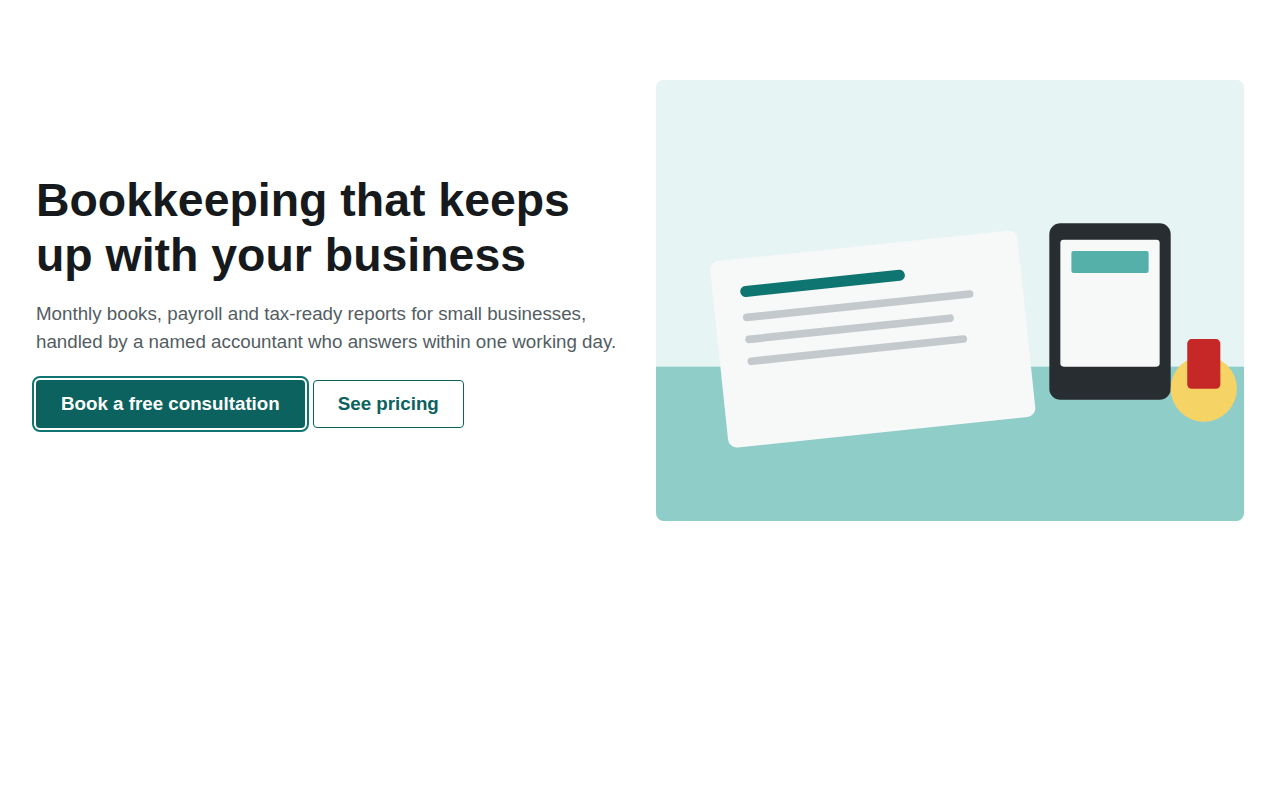 Bookkeeping that keeps
up with your business
Monthly books, payroll and tax-ready reports for small businesses,
handled by a named accountant who answers within one working day.
Book a free consultation
See pricing